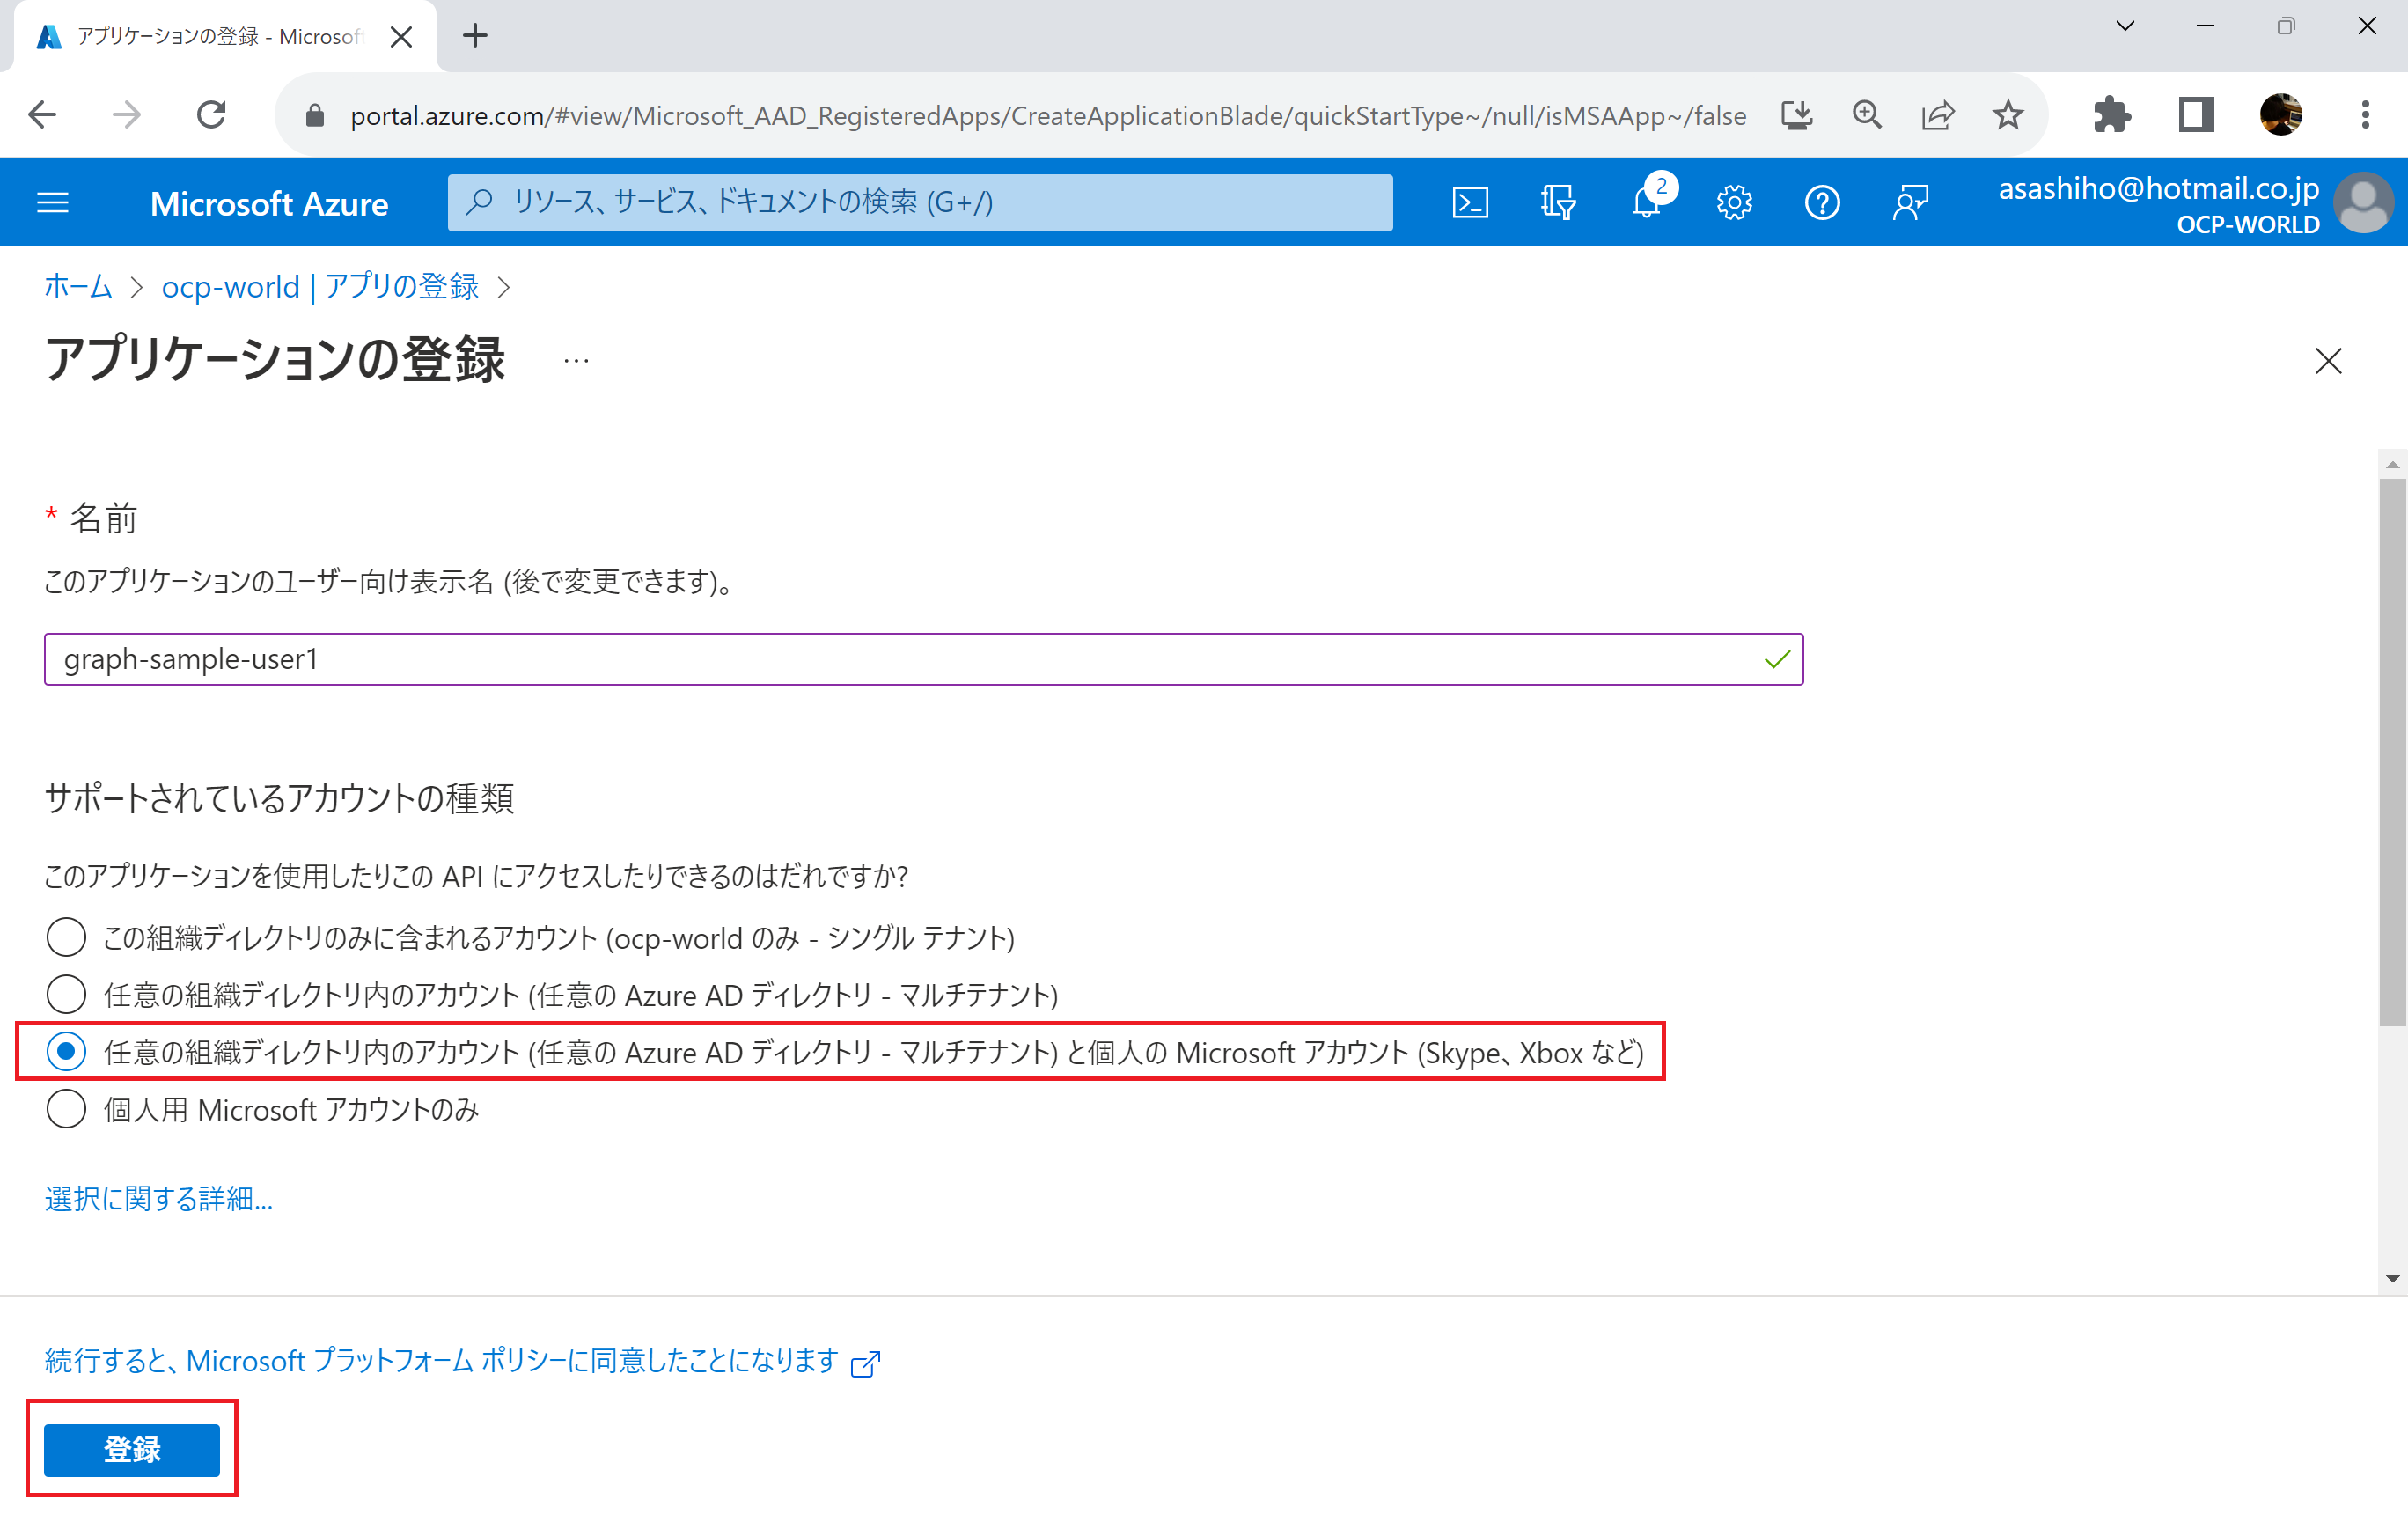 アプリケーションの登録 - Microsof
portal.azure.com/#view/Microsoft_AAD_RegisteredApps/CreateApplicationBlade/quickStartType~/null/isMSAApp~/false
Microsoft Azure
リソース、サービス、ドキュメントの検索 (G+/)
2
asashiho@hotmail.co.jp
OCP-WORLD
ホーム > ocp-world | アプリの登録 >
アプリケーションの登録 ...
* 名前
このアプリケーションのユーザー向け表示名 (後で変更できます)。
graph-sample-user1
サポートされているアカウントの種類
このアプリケーションを使用したりこの API にアクセスしたりできるのはだれですか?
この組織ディレクトリのみに含まれるアカウント (ocp-world のみ - シングル テナント)
任意の組織ディレクトリ内のアカウント (任意の Azure AD ディレクトリ - マルチテナント)
任意の組織ディレクトリ内のアカウント (任意の Azure AD ディレクトリ - マルチテナント) と個人の Microsoft アカウント (Skype、Xbox など)
個人用 Microsoft アカウントのみ
選択に関する詳細...
続行すると、Microsoft プラットフォーム ポリシーに同意したことになります
登録